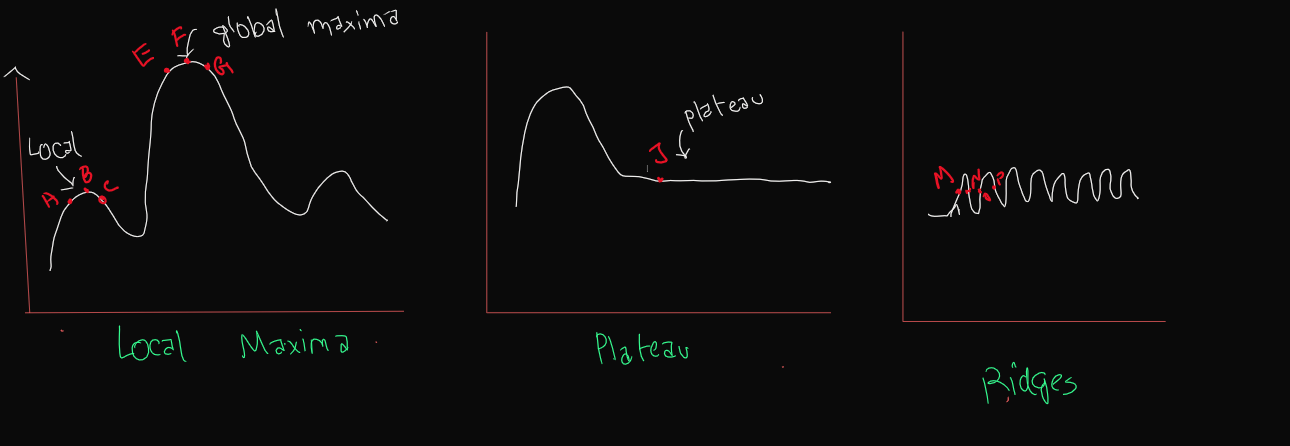 F global maxima
E G
Local
B
A C
plateau
J
M N P
Local Maxima
Plateau
Ridges